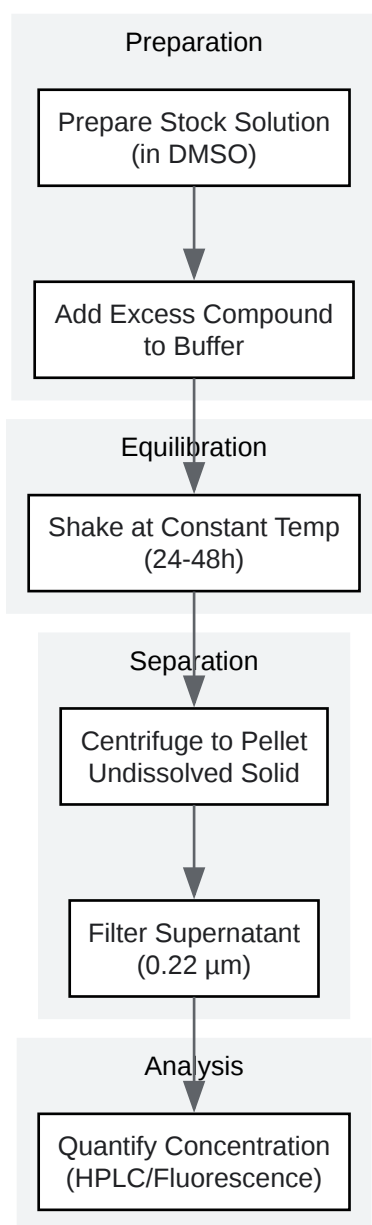 Preparation
Prepare Stock Solution
(in DMSO)
Add Excess Compound
to Buffer
Equilibration
Shake at Constant Temp
(24-48h)
Separation
Centrifuge to Pellet
Undissolved Solid
Filter Supernatant
(0.22 µm)
Analysis
Quantify Concentration
(HPLC/Fluorescence)